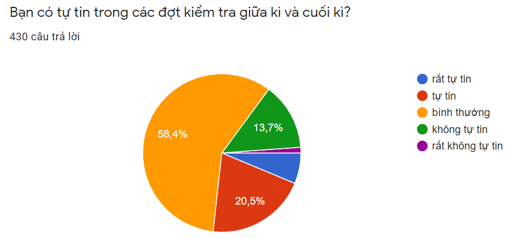 Bạn có tự tin trong các đợt kiểm tra giữa kì và cuối kì?
430 câu trả lời
rất tự tin
tự tin
bình thường
không tự tin
rất không tự tin
58,4%
13,7%
20,5%